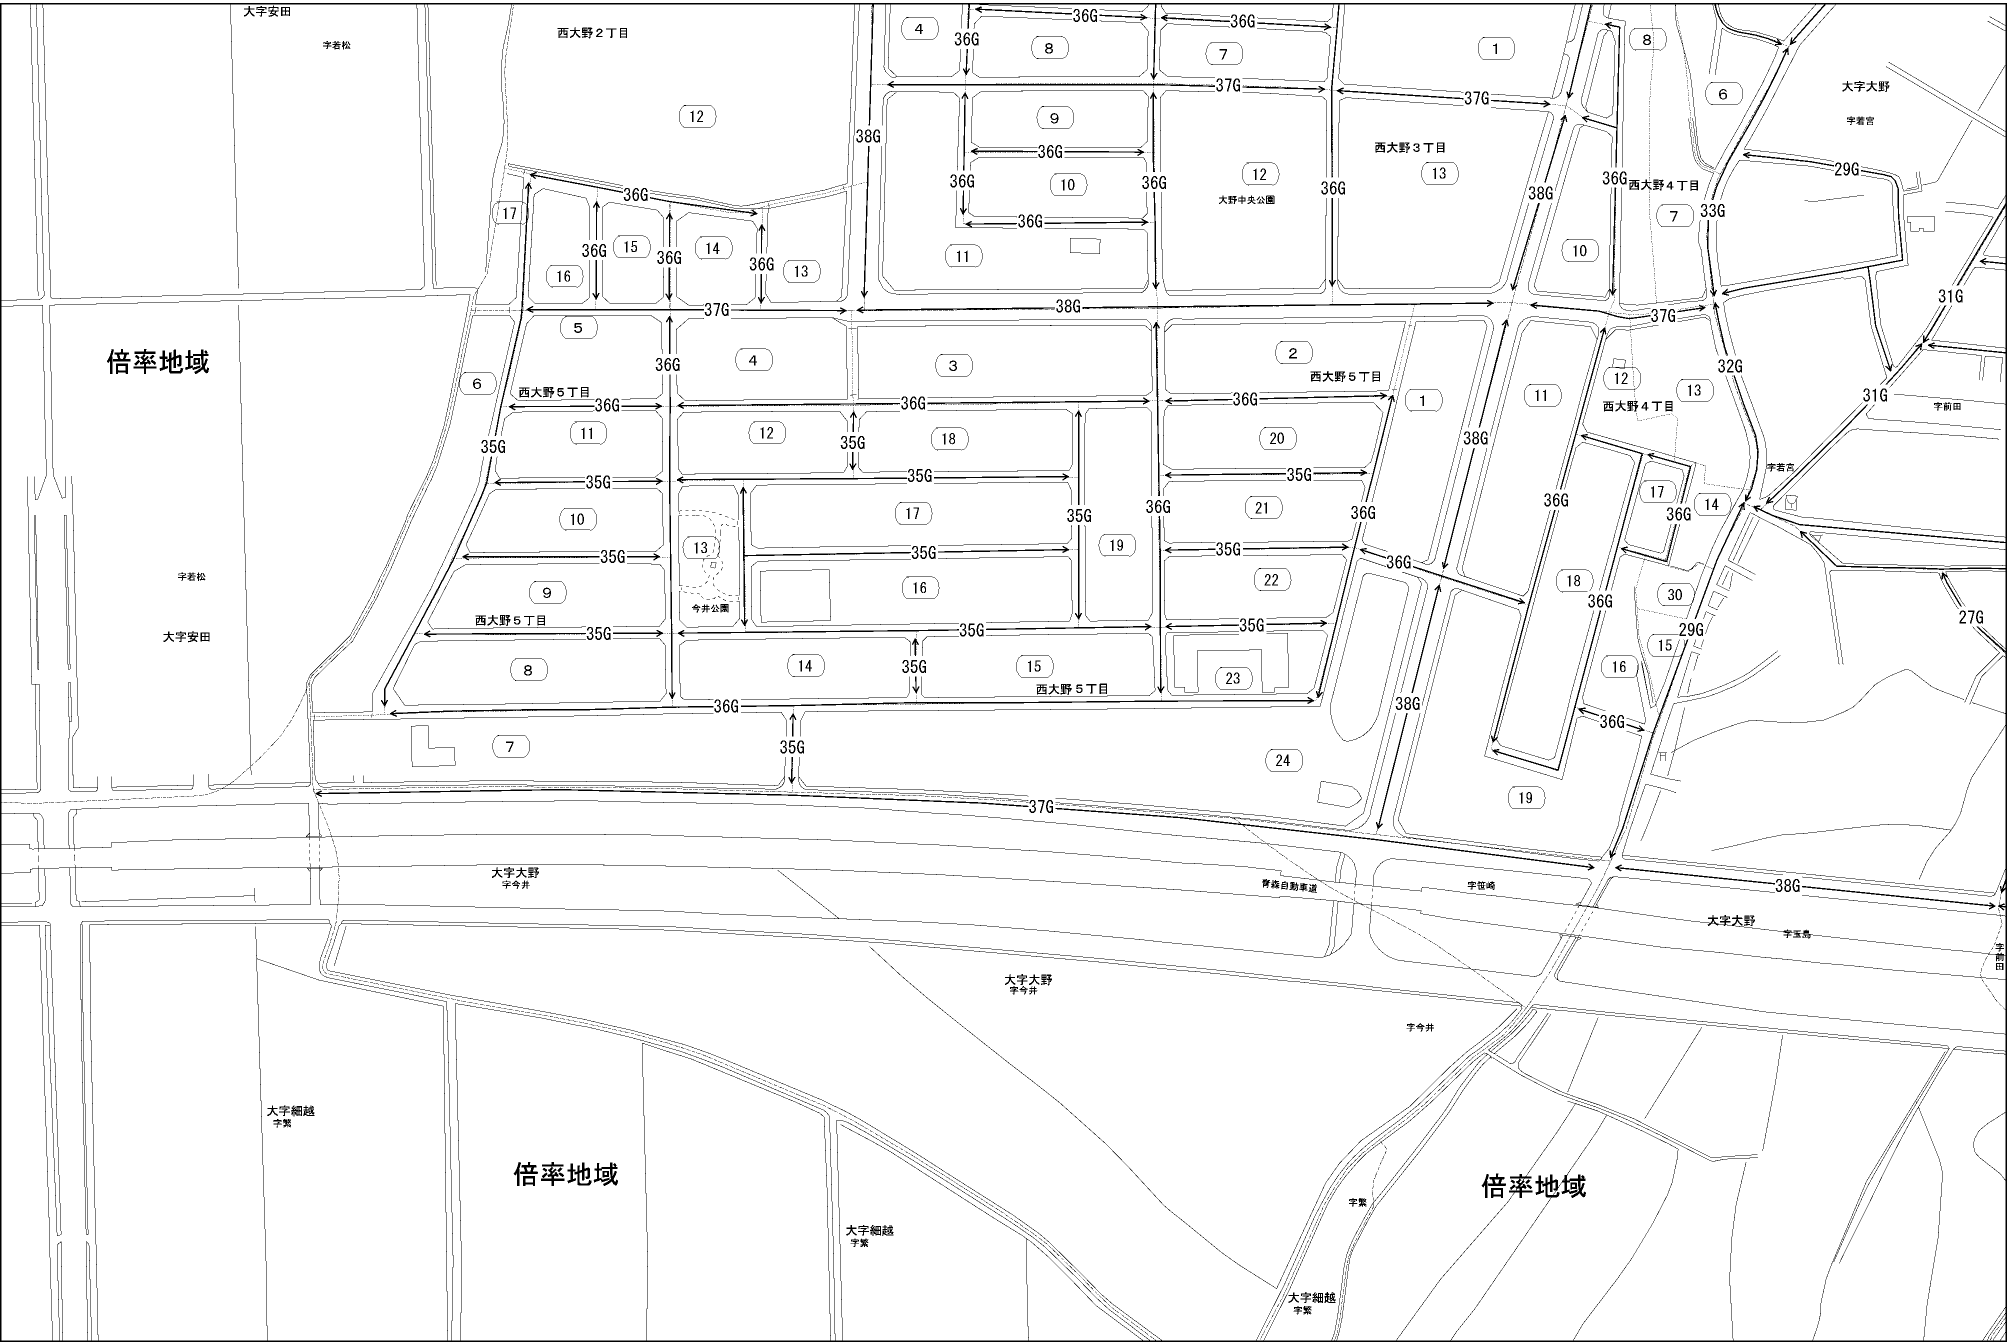 大字安田
字若松
西大野２丁目
4
36G
8
36G
36G
7
1
8
6
大字大野
字若宮
12
38G
37G
37G
9
36G
36G
10
36G
36G
11
12
大野中央公園
36G
西大野３丁目
13
38G
36G
西大野４丁目
7
33G
10
29G
17
36G
16
36G
15
36G
14
36G
13
37G
38G
37G
31G
倍率地域
5
4
36G
3
2
西大野５丁目
1
11
12
13
32G
西大野４丁目
31G
字前田
6
西大野５丁目
36G
36G
36G
11
12
35G
18
20
38G
35G
35G
35G
35G
字若宮
10
13
17
35G
19
36G
21
36G
36G
17
36G
14
字若松
35G
35G
35G
36G
9
16
22
18
36G
30
今井公園
大字安田
西大野５丁目
35G
35G
35G
29G
27G
8
14
35G
15
西大野５丁目
23
16
15
36G
38G
36G
7
35G
24
19
37G
大字大野
字今井
青森自動車道
字笹崎
38G
大字大野
字玉島
字前田
大字大野
字今井
字今井
大字細越
字繁
倍率地域
倍率地域
字繁
大字細越
字繁
大字細越
字繁